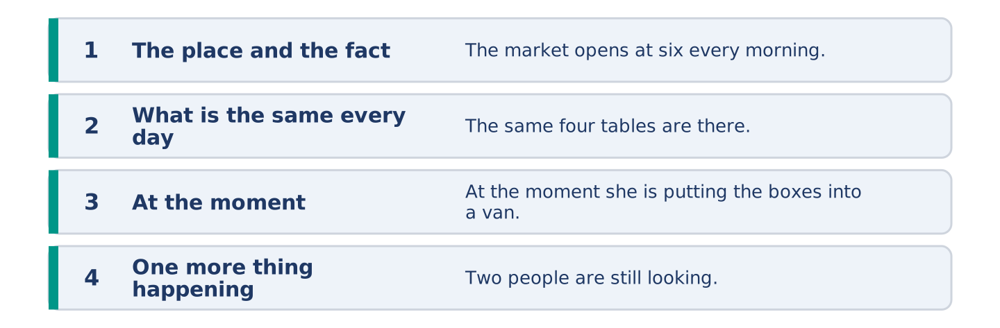 1 The place and the fact The market opens at six every morning.
2 What is the same every
day
The same four tables are there.
3 At the moment
At the moment she is putting the boxes into
a van.
4 One more thing
happening
Two people are still looking.